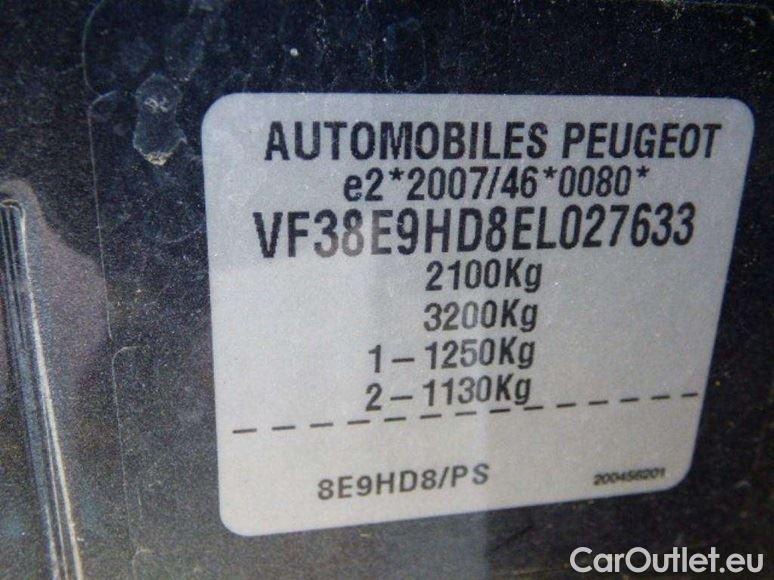 AUTOMOBILES PEUGEOT
e2*2007/46*0080*
VF38E9HD8EL027633
2100Kg
3200Kg
1-1250Kg
2-1130Kg
8E9HD8/PS 200456201
CarOutlet.eu